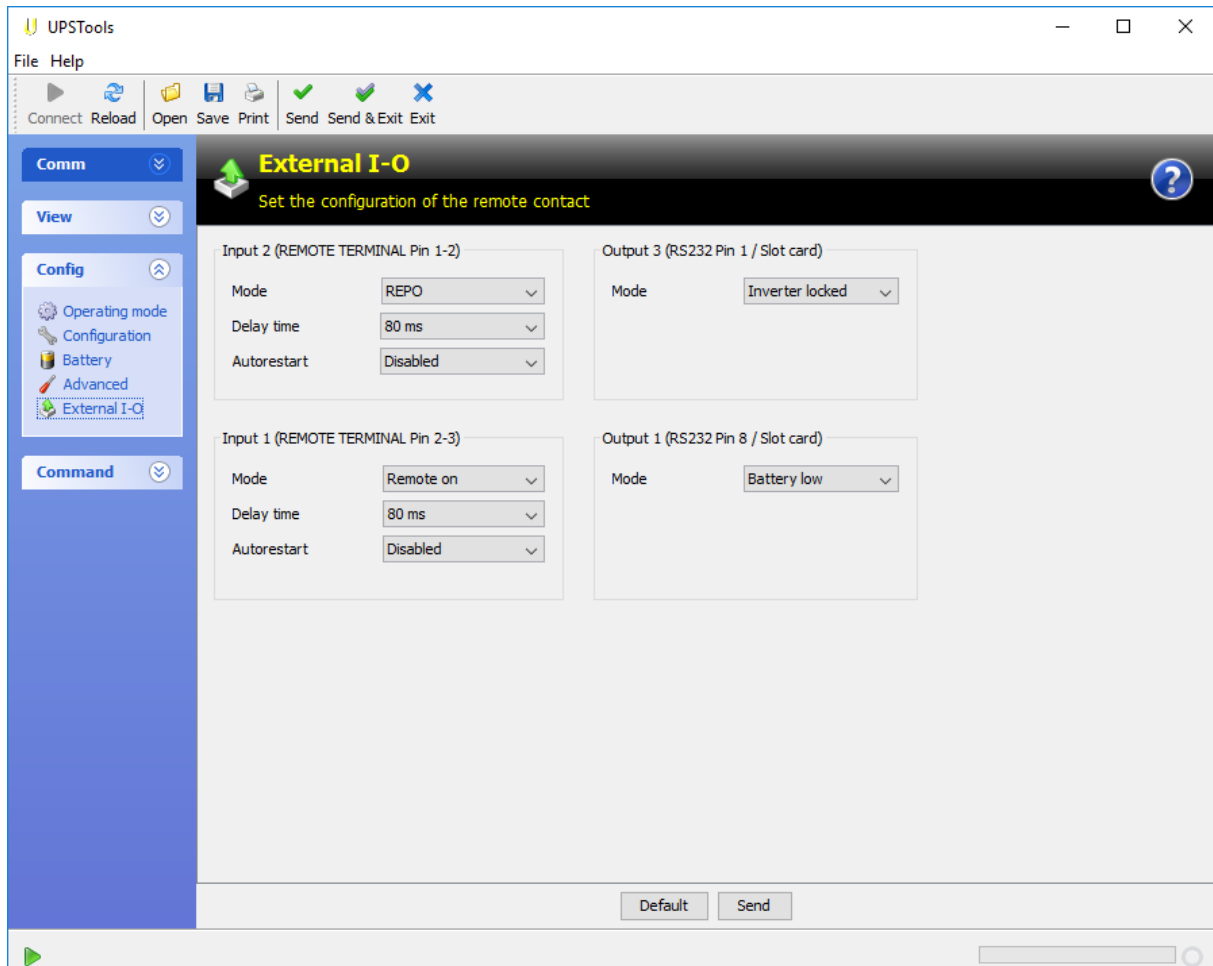 UPSTools
File Help
Connect Reload Open Save Print Send Send & Exit Exit
Comm
View
Config
Operating mode
Configuration
Battery
Advanced
External I-O
Command
External I-O
Set the configuration of the remote contact
?
Input 2 (REMOTE TERMINAL Pin 1-2)
Mode REPO
Delay time 80 ms
Autorestart Disabled
Output 3 (RS232 Pin 1 / Slot card)
Mode Inverter locked
Input 1 (REMOTE TERMINAL Pin 2-3)
Mode Remote on
Delay time 80 ms
Autorestart Disabled
Output 1 (RS232 Pin 8 / Slot card)
Mode Battery low
Default Send